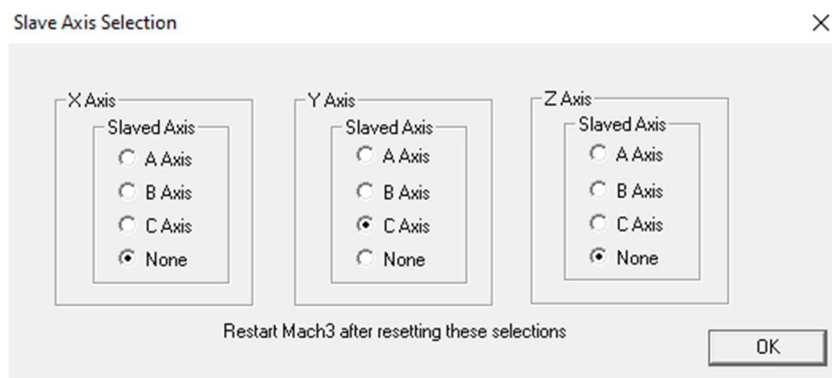 Slave Axis Selection
X Axis
Slaved Axis
A Axis
B Axis
C Axis
None
Y Axis
Slaved Axis
A Axis
B Axis
C Axis
None
Z Axis
Slaved Axis
A Axis
B Axis
C Axis
None
Restart Mach3 after resetting these selections
OK